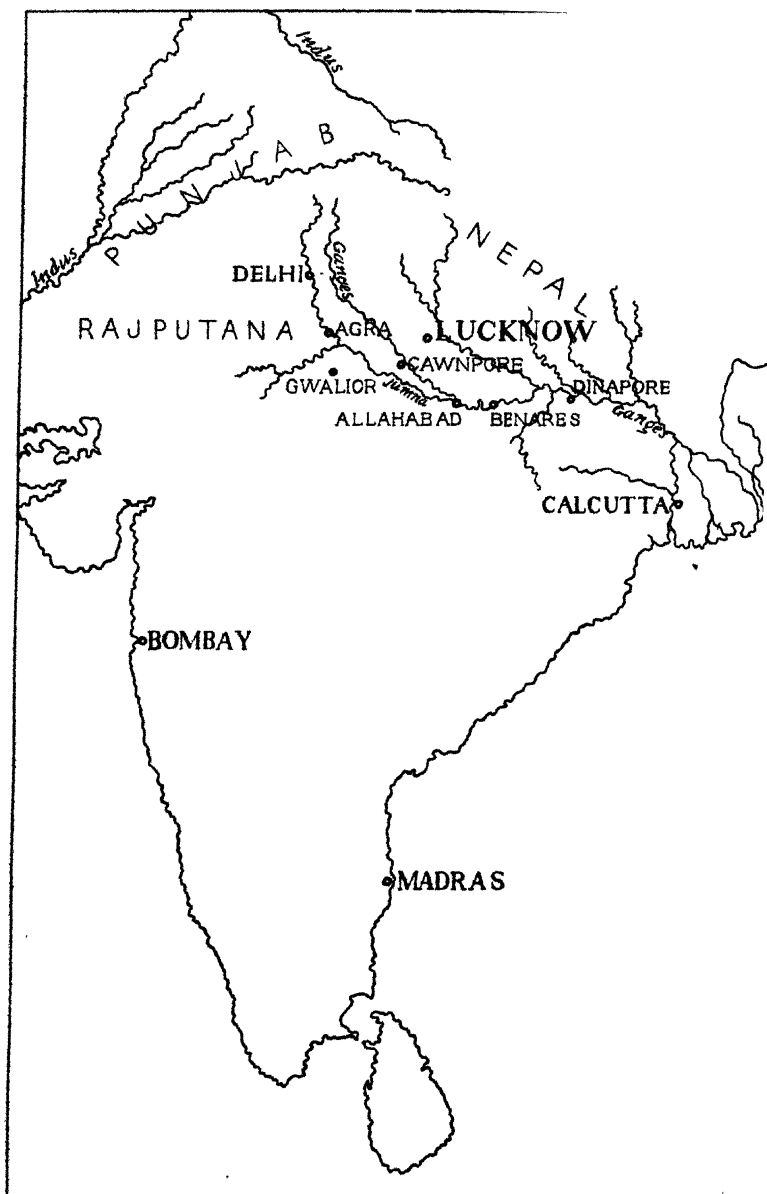 Indus
PUNJAB
Indus
NEPAL
Ganges
DELHI
RAJPUTANA
AGRA
LUCKNOW
CAWNPORE
GWALIOR
Jumna
DINAPORE
ALLAHABAD
BENARES
Ganges
CALCUTTA
BOMBAY
MADRAS